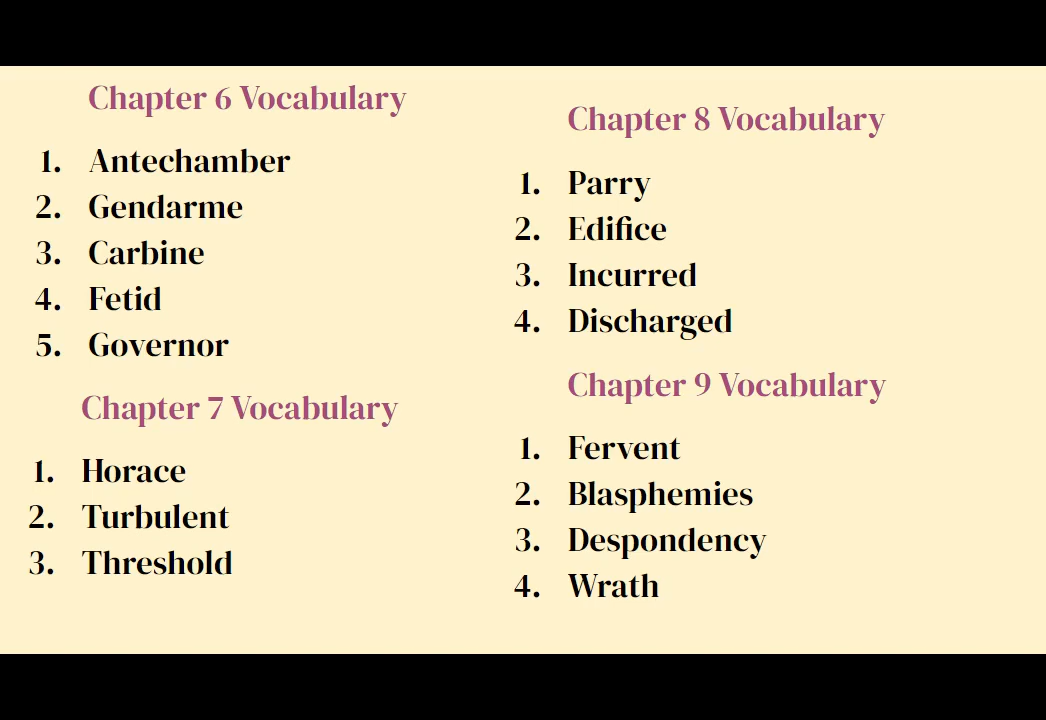 Chapter 6 Vocabulary
1. Antechamber
2. Gendarme
3. Carbine
4. Fetid
5. Governor
Chapter 7 Vocabulary
1. Horace
2. Turbulent
3. Threshold
Chapter 8 Vocabulary
1. Parry
2. Edifice
3. Incurred
4. Discharged
Chapter 9 Vocabulary
1. Fervent
2. Blasphemies
3. Despondency
4. Wrath